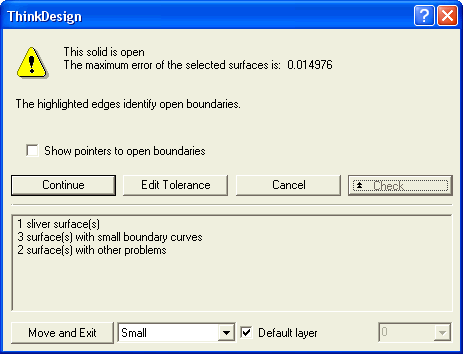 ThinkDesign
This solid is open
The maximum error of the selected surfaces is: 0.014976
The highlighted edges identify open boundaries.
Show pointers to open boundaries
Continue
Edit Tolerance
Cancel
Check
1 sliver surface(s)
3 surface(s) with small boundary curves
2 surface(s) with other problems
Move and Exit
Small
Default layer
0